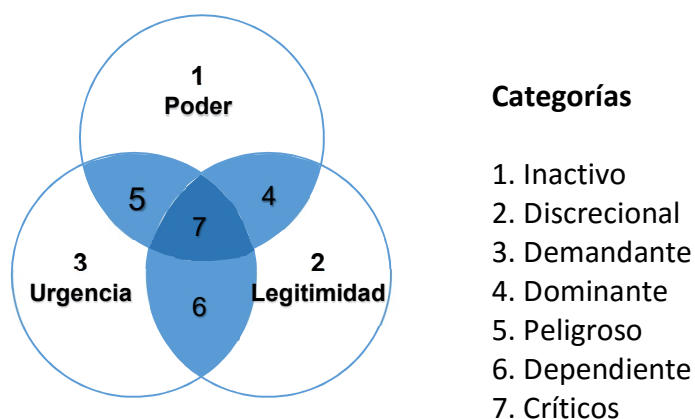 1
Poder
5
4
7
3
Urgencia
2
Legitimidad
6
Categorías
1. Inactivo
2. Discrecional
3. Demandante
4. Dominante
5. Peligroso
6. Dependiente
7. Críticos